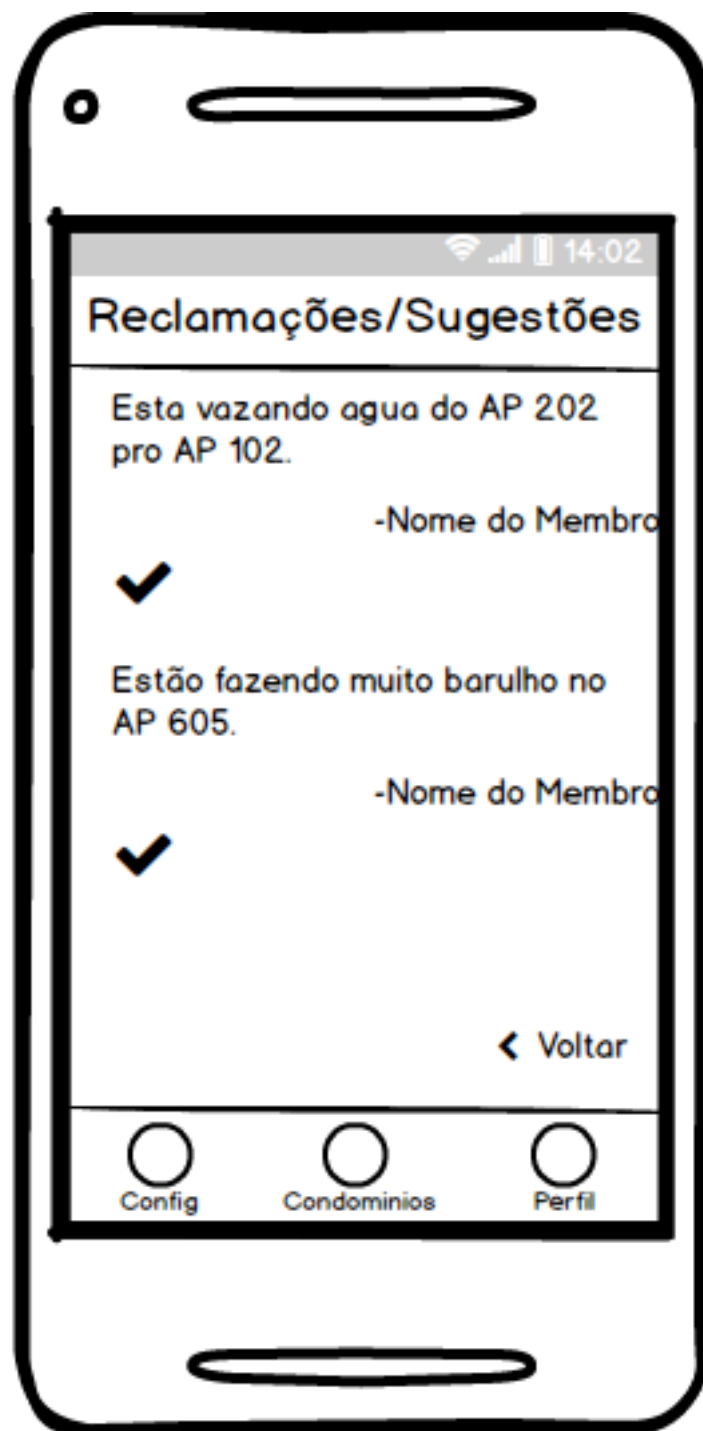 14:02
Reclamações/Sugestões
Esta vazando agua do AP 202
pro AP 102.
-Nome do Membro
Estão fazendo muito barulho no
AP 605.
-Nome do Membro
Voltar
Config Condominios Perfil